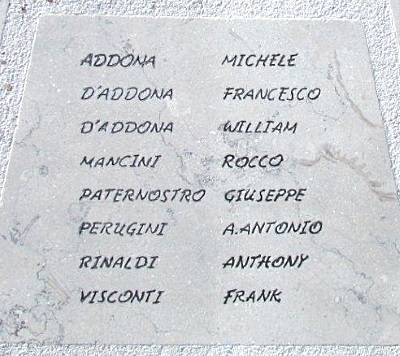 ADDONA MICHELE
D'ADDONA FRANCESCO
D'ADDONA WILLIAM
MANCINI ROCCO
PATERNOSTRO GIUSEPPE
PERUGINI A.ANTONIO
RINALDI ANTHONY
VISCONTI FRANK